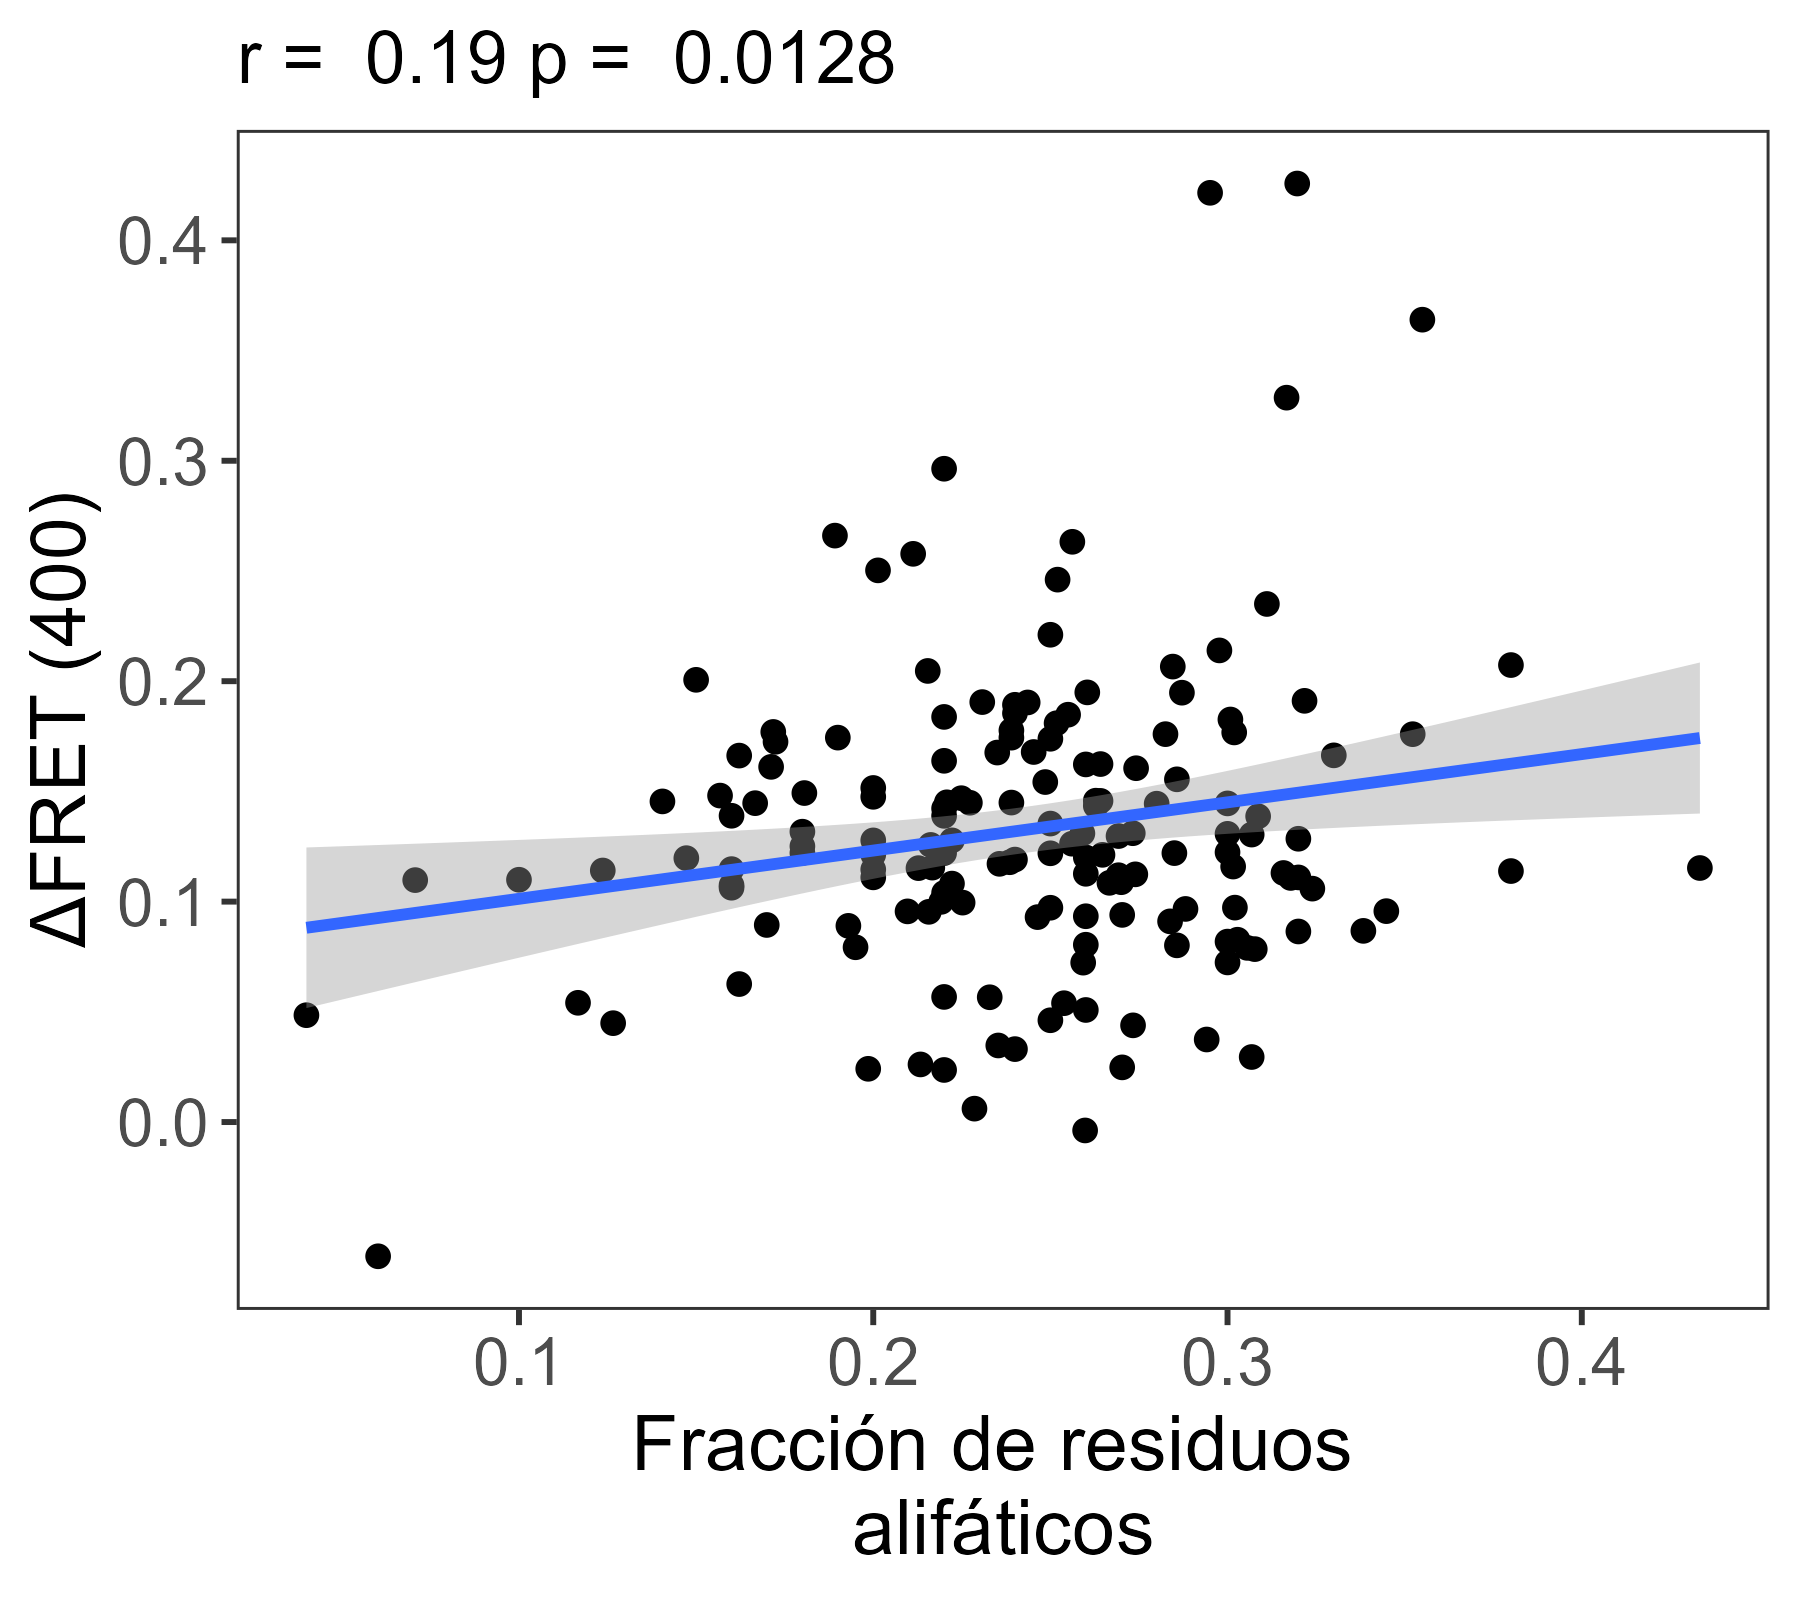 r =  0.19 p =  0.0128
ΔFRET (400)
0.4
0.3
0.2
0.1
0.0
0.1
0.2
0.3
0.4
Fracción de residuos
alifáticos